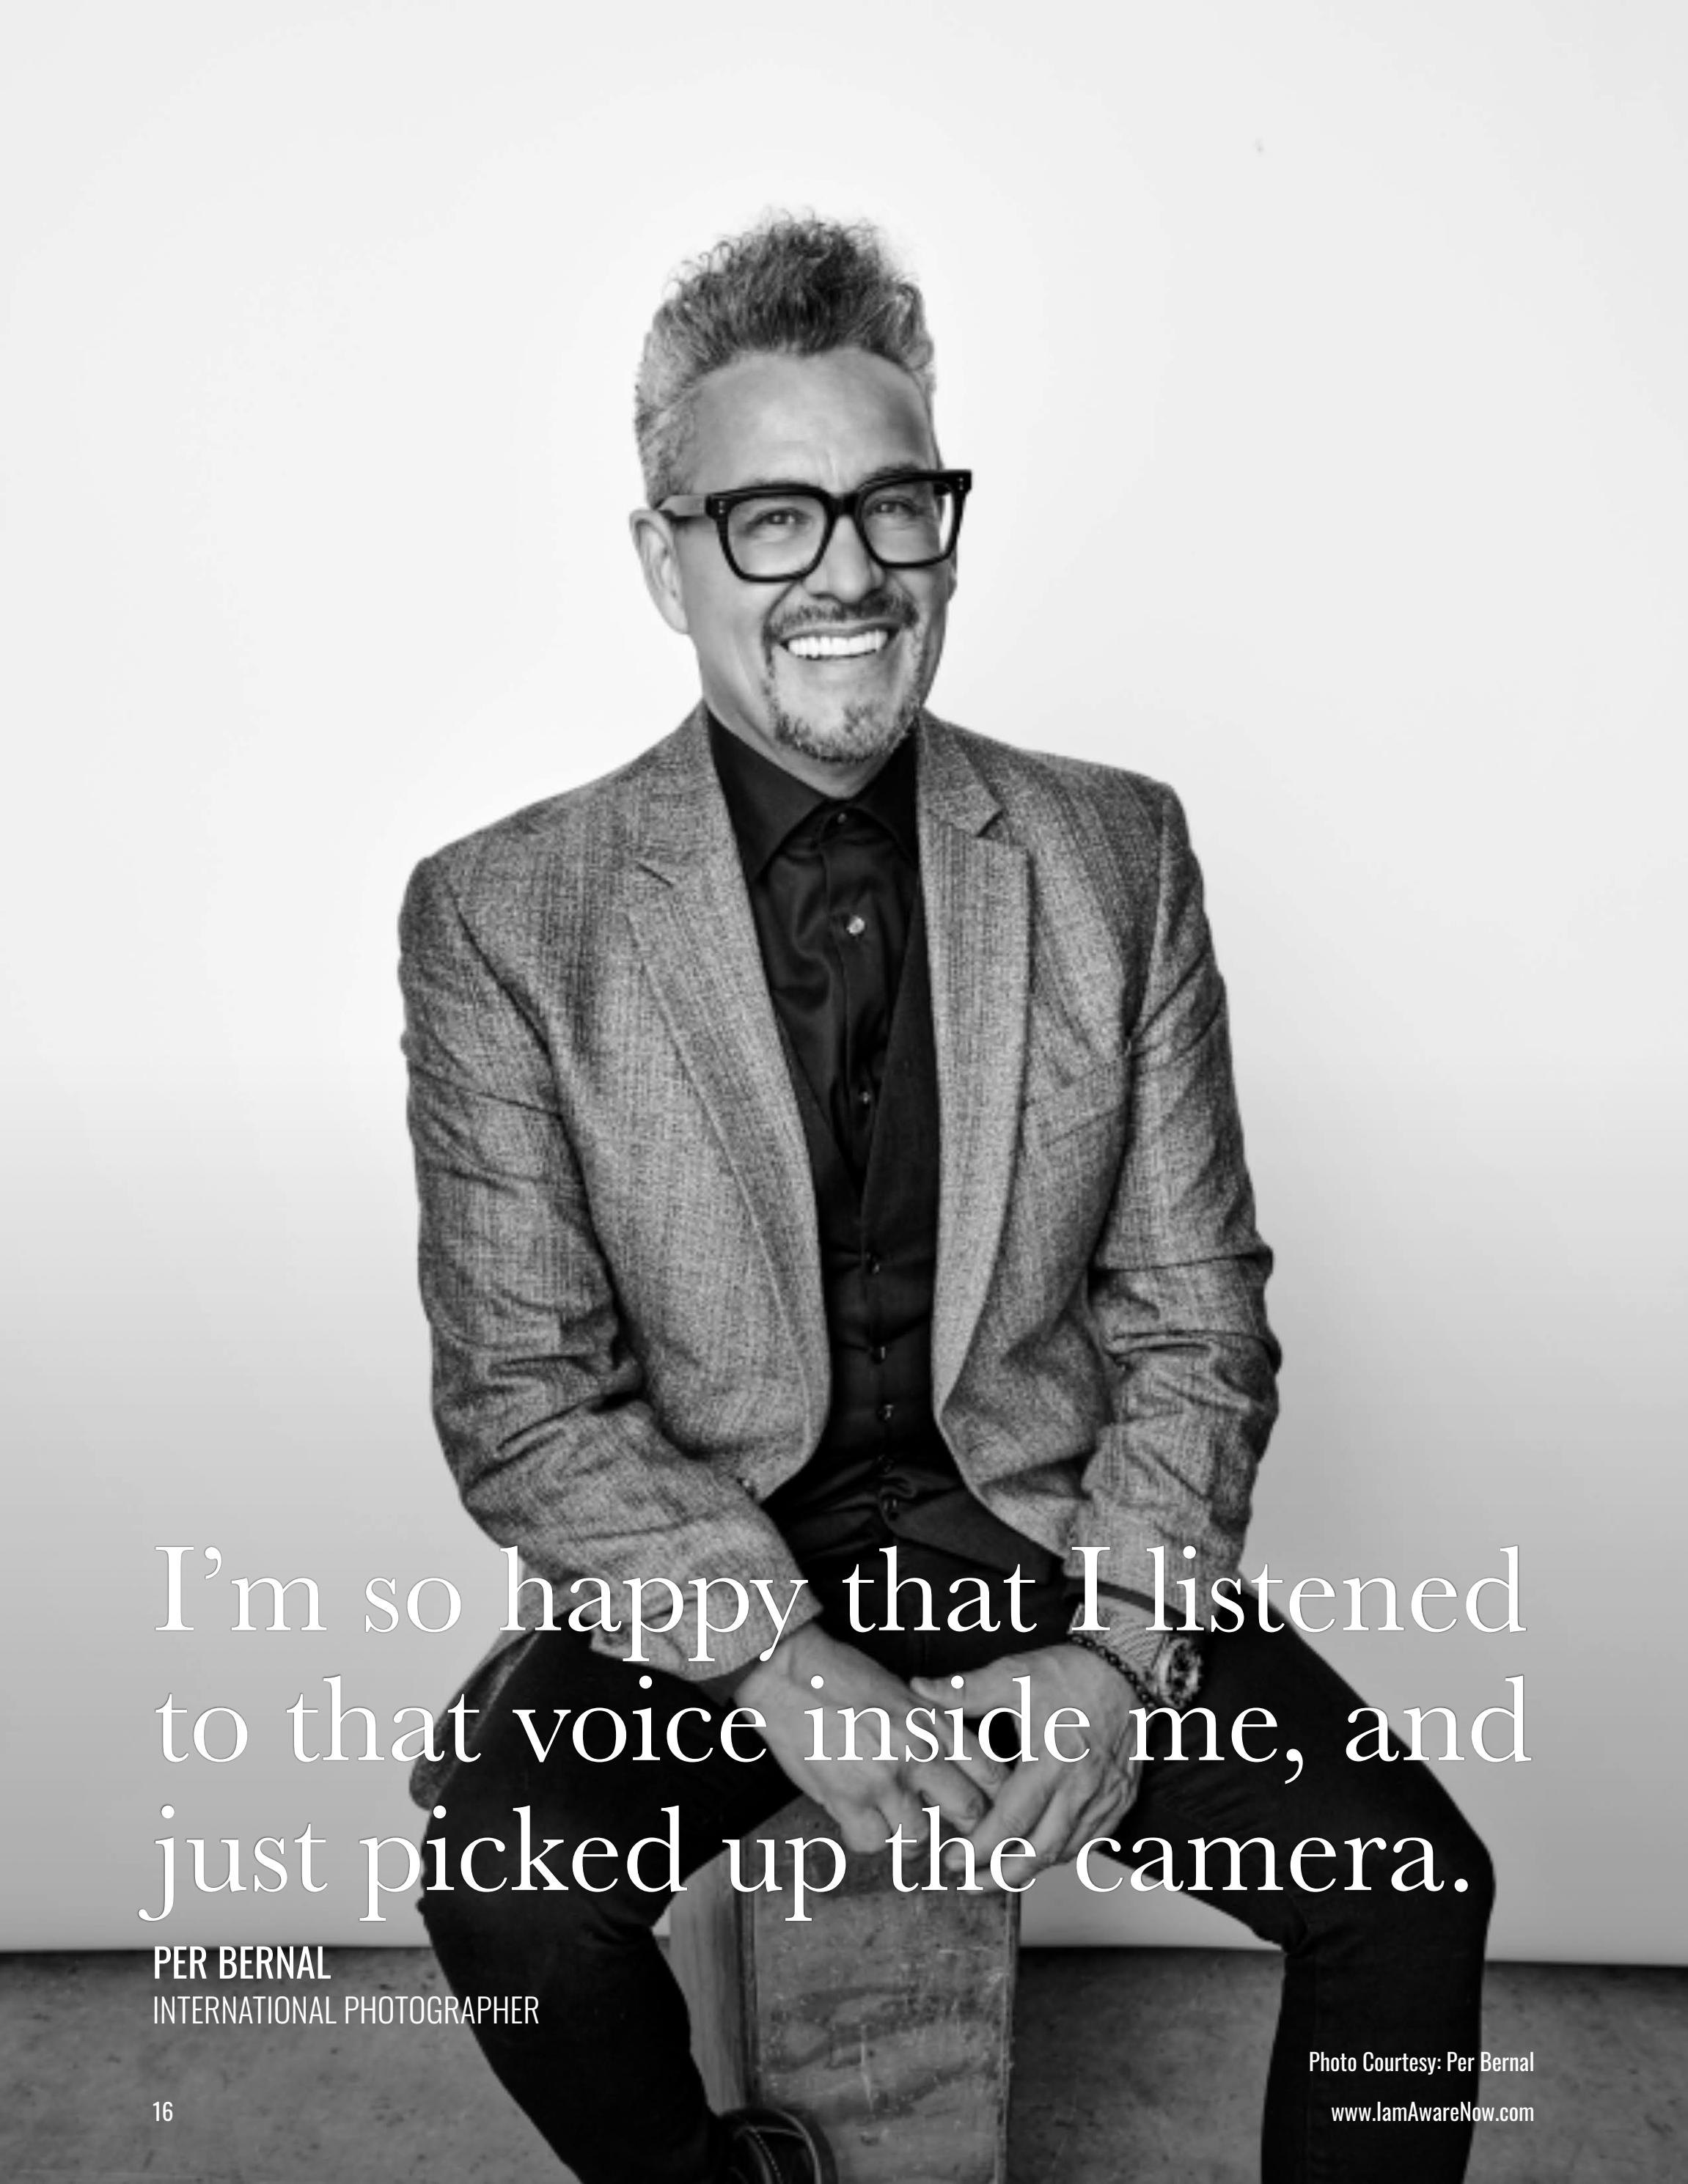 I’m so happy that I listened
to that voice inside me, and
just picked up the camera.
PER BERNAL
INTERNATIONAL PHOTOGRAPHER
Photo Courtesy: Per Bernal
16
www.IamAwareNow.com